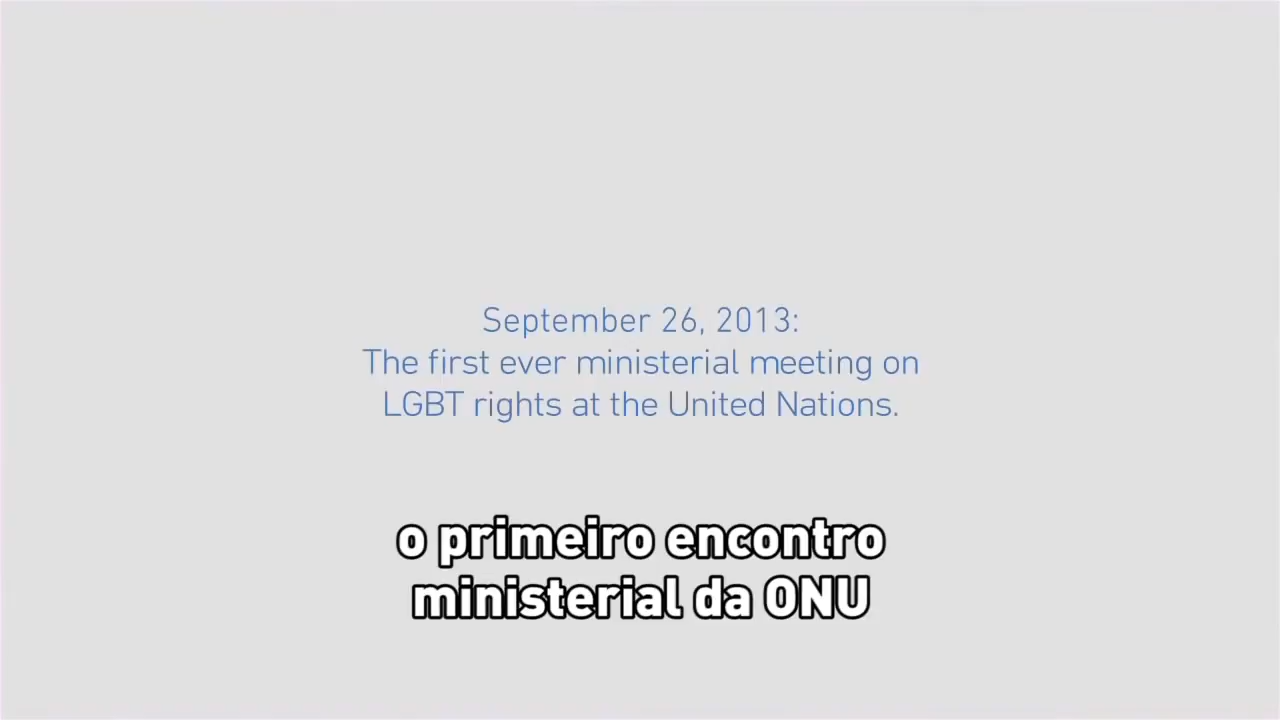 September 26, 2013:
The first ever ministerial meeting on
LGBT rights at the United Nations.
o primeiro encontro
ministerial da ONU